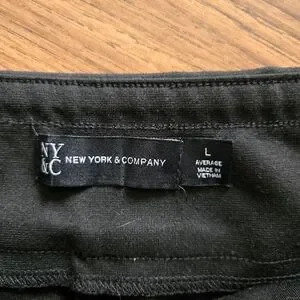 NY
&C
NEW YORK & COMPANY
L
AVERAGE
MADE IN
VIETNAM